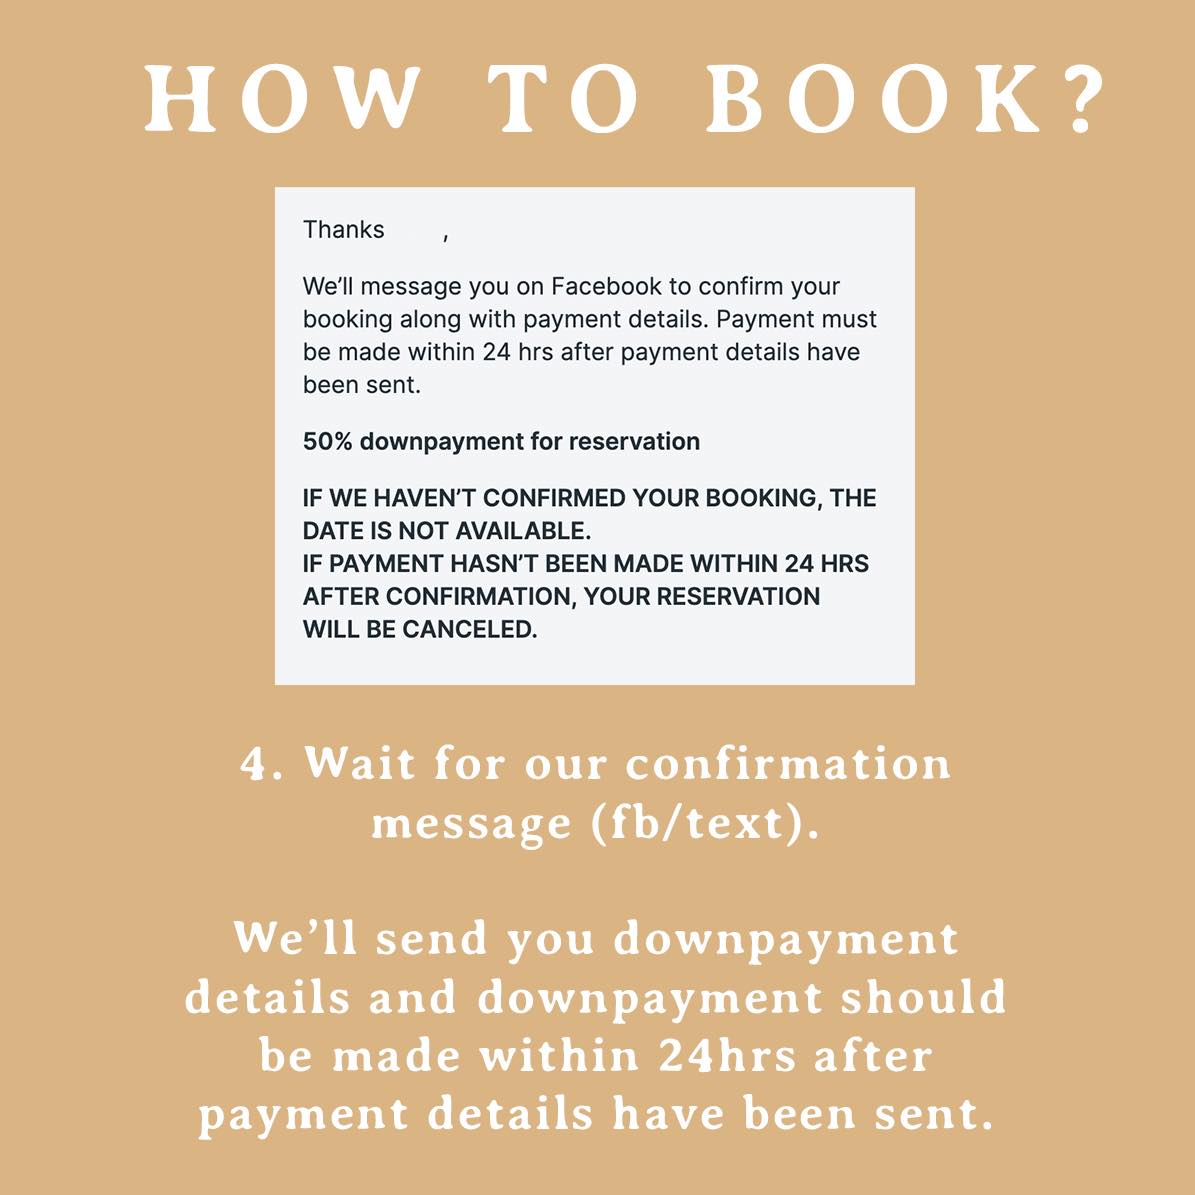 HOW TO BOOK?
Thanks ,
We’ll message you on Facebook to confirm your
booking along with payment details. Payment must
be made within 24 hrs after payment details have
been sent.
50% downpayment for reservation
IF WE HAVEN’T CONFIRMED YOUR BOOKING, THE
DATE IS NOT AVAILABLE.
IF PAYMENT HASN’T BEEN MADE WITHIN 24 HRS
AFTER CONFIRMATION, YOUR RESERVATION
WILL BE CANCELED.
4. Wait for our confirmation
message (fb/text).
We’ll send you downpayment
details and downpayment should
be made within 24hrs after
payment details have been sent.